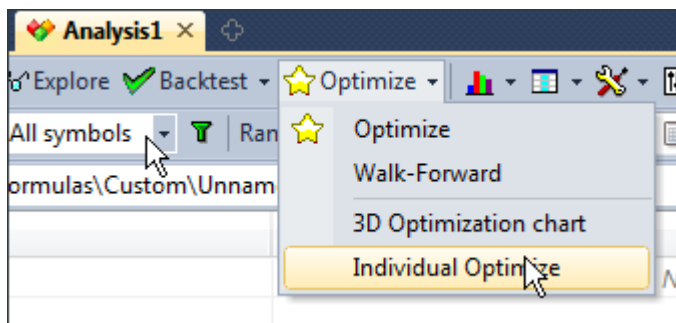 Analysis1
Explore Backtest Optimize
All symbols Ran
Optimize
Walk-Forward
ormulas\Custom\Unnam
3D Optimization chart
Individual Optimize
N